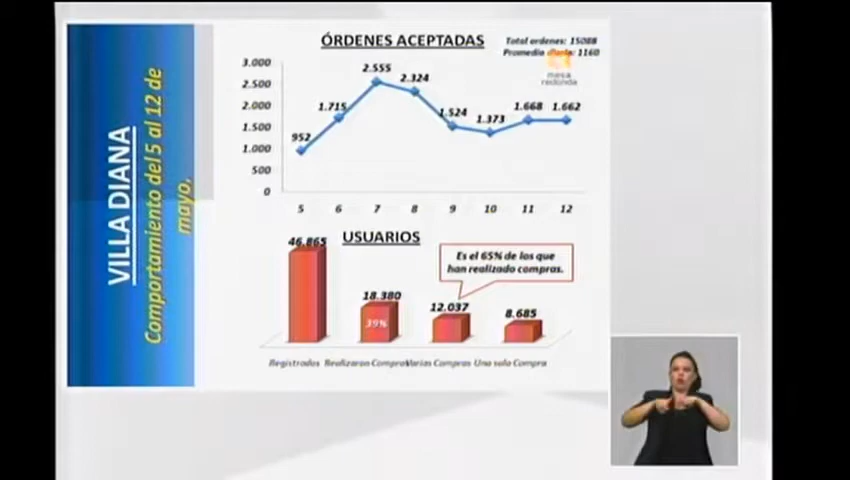 VILLA DIANA
Comportamiento del 5 al 12 de
mayo.
ÓRDENES ACEPTADAS
Total ordenes: 15088
Promedio diario: 1160
mesa
redonda
3.000
2.500
2.000
1.500
1.000
500
0
952
1.715
2.555
2.324
1.524
1.373
1.668
1.662
5 6 7 8 9 10 11 12
USUARIOS
46.865
18.380
39%
12.037
8.685
Es el 65% de los que
han realizado compras.
Registrados Realizaron Compra Varias Compras Una sola Compra